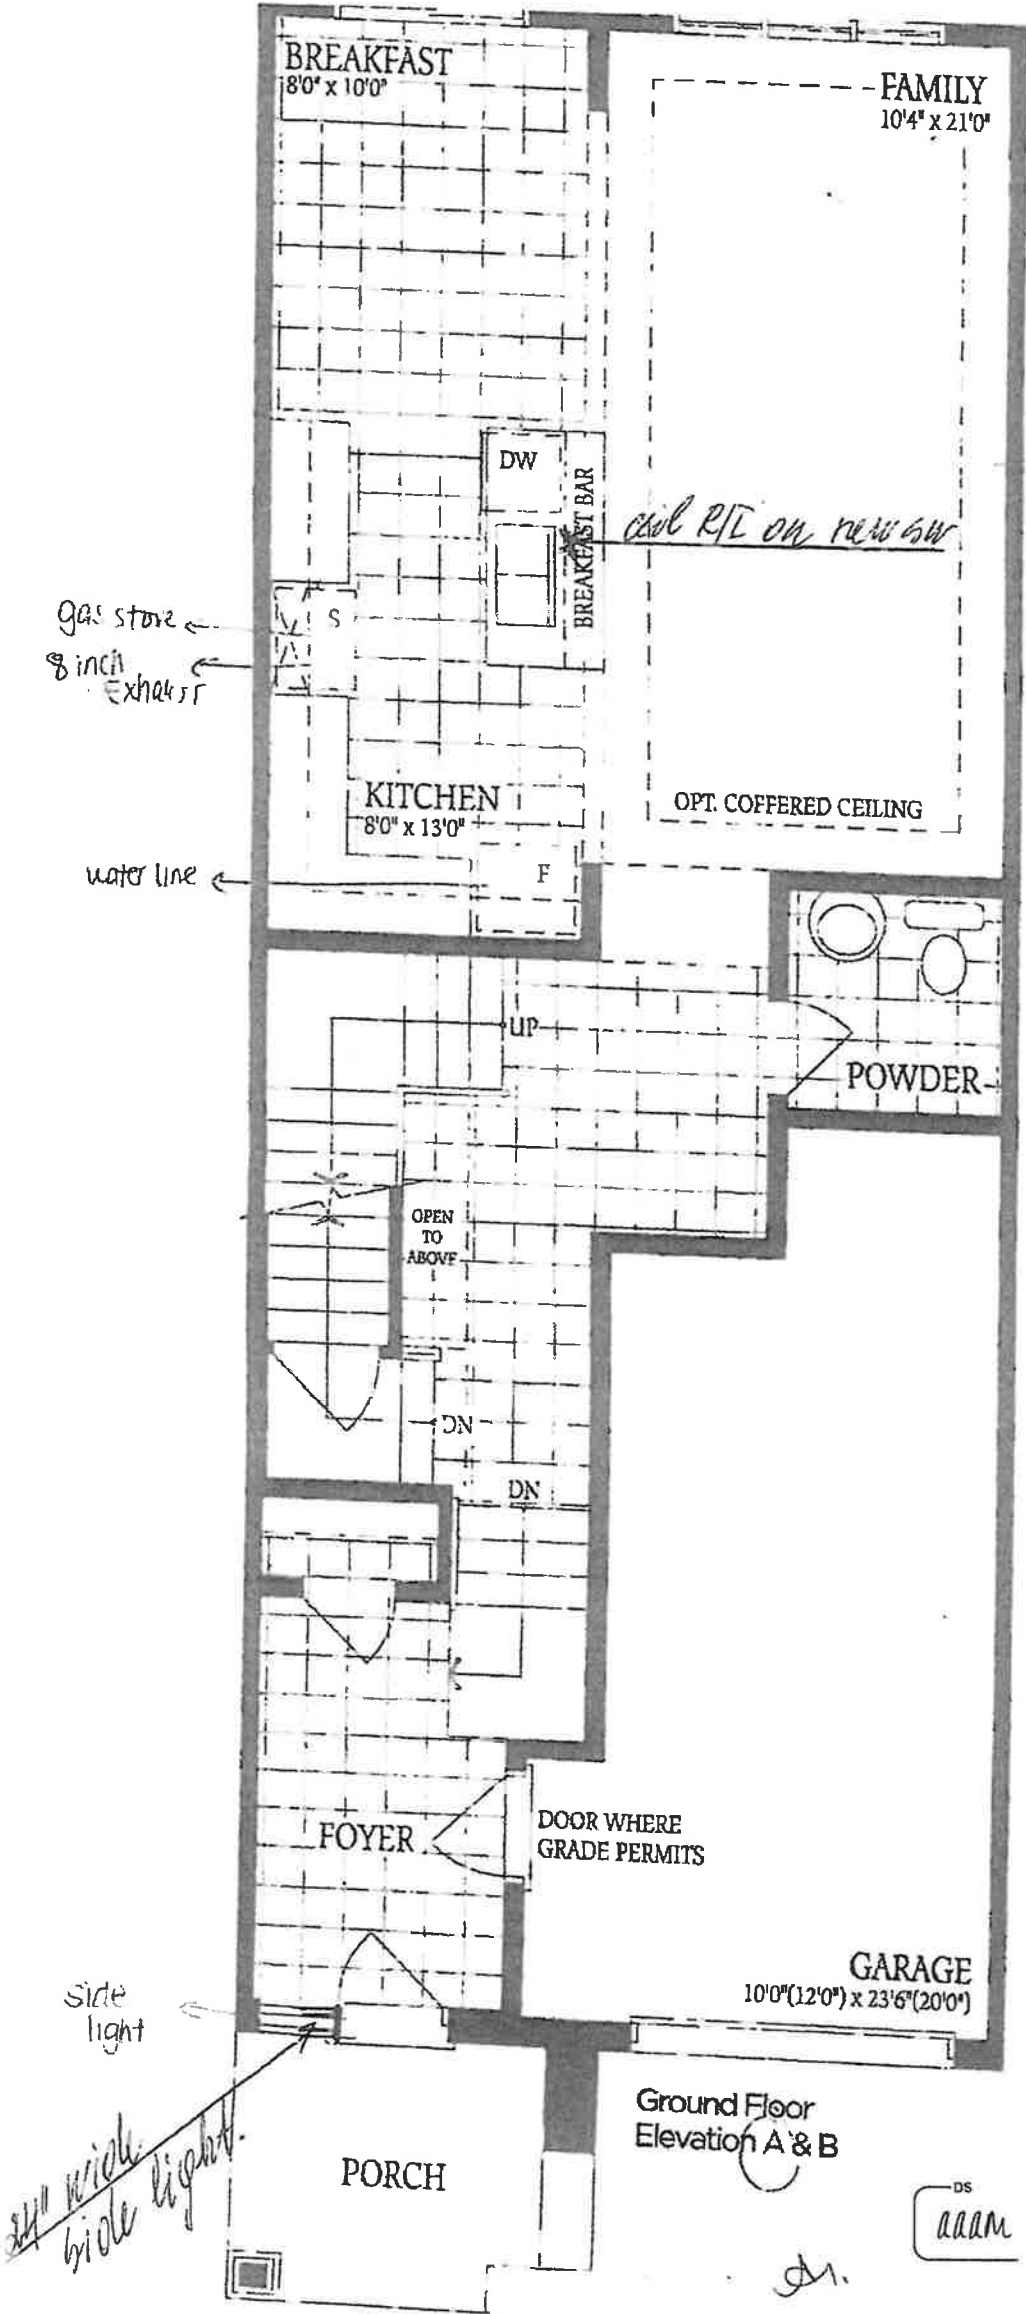 BREAKFAST
8'0" x 10'0"
FAMILY
10'4" x 21'0"
DW
BREAKFAST BAR
R/I on new
gas stove
S
8 inch
Exhaust
KITCHEN
8'0" x 13'0"
OPT. COFFERED CEILING
water line
F
UP
POWDER
OPEN
TO
ABOVE
DN
DN
FOYER
DOOR WHERE
GRADE PERMITS
GARAGE
10'0"(12'0") x 23'6"(20'0")
side
light
24" wide
side light.
Ground Floor
Elevation A & B
PORCH
DS
aaam